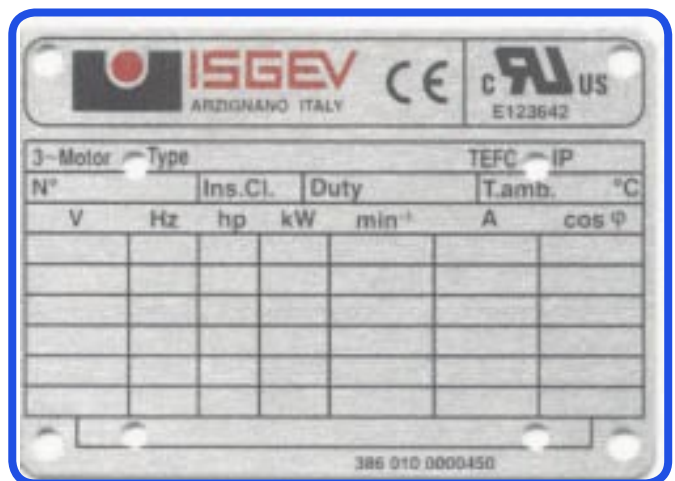 ISGEV
ARZIGNANO ITALY
CE
c RU US
E123642
3~Motor Type TEFC IP
N° Ins.Cl. Duty T.amb. °C
V Hz hp kW min⁻¹ A cos φ
386 010 0000450